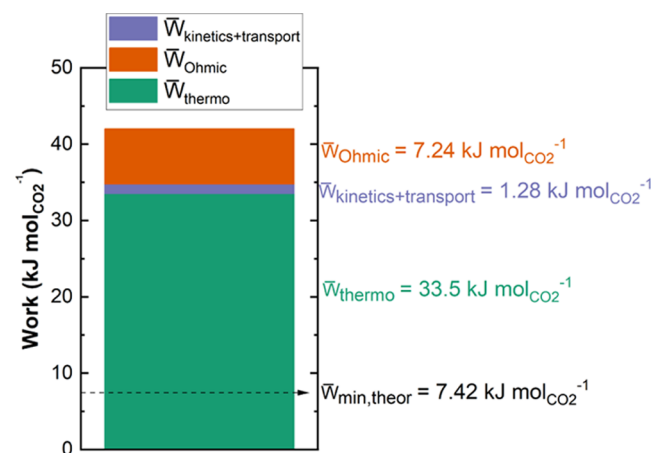 W̅kinetics+transport
W̅Ohmic
W̅thermo
50
40
30
20
10
0
Work (kJ molCO2⁻¹)
w̅Ohmic = 7.24 kJ molCO2⁻¹
w̅kinetics+transport = 1.28 kJ molCO2⁻¹
w̅thermo = 33.5 kJ molCO2⁻¹
w̅min,theor = 7.42 kJ molCO2⁻¹